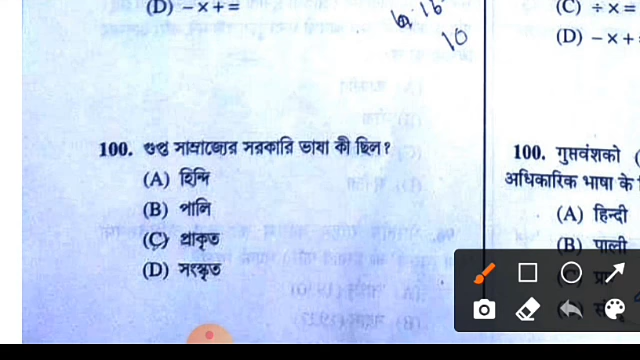 (D) − × + =
(C) ÷ × =
(D) − × +
10
100. গুপ্ত সাম্রাজ্যের সরকারি ভাষা কী ছিল?
(A) হিন্দি
(B) পালি
(C) প্রাকৃত
(D) সংস্কৃত
100. गुप्तवंशको
अधिकारिक भाषा के
(A) हिन्दी
(B) पाली